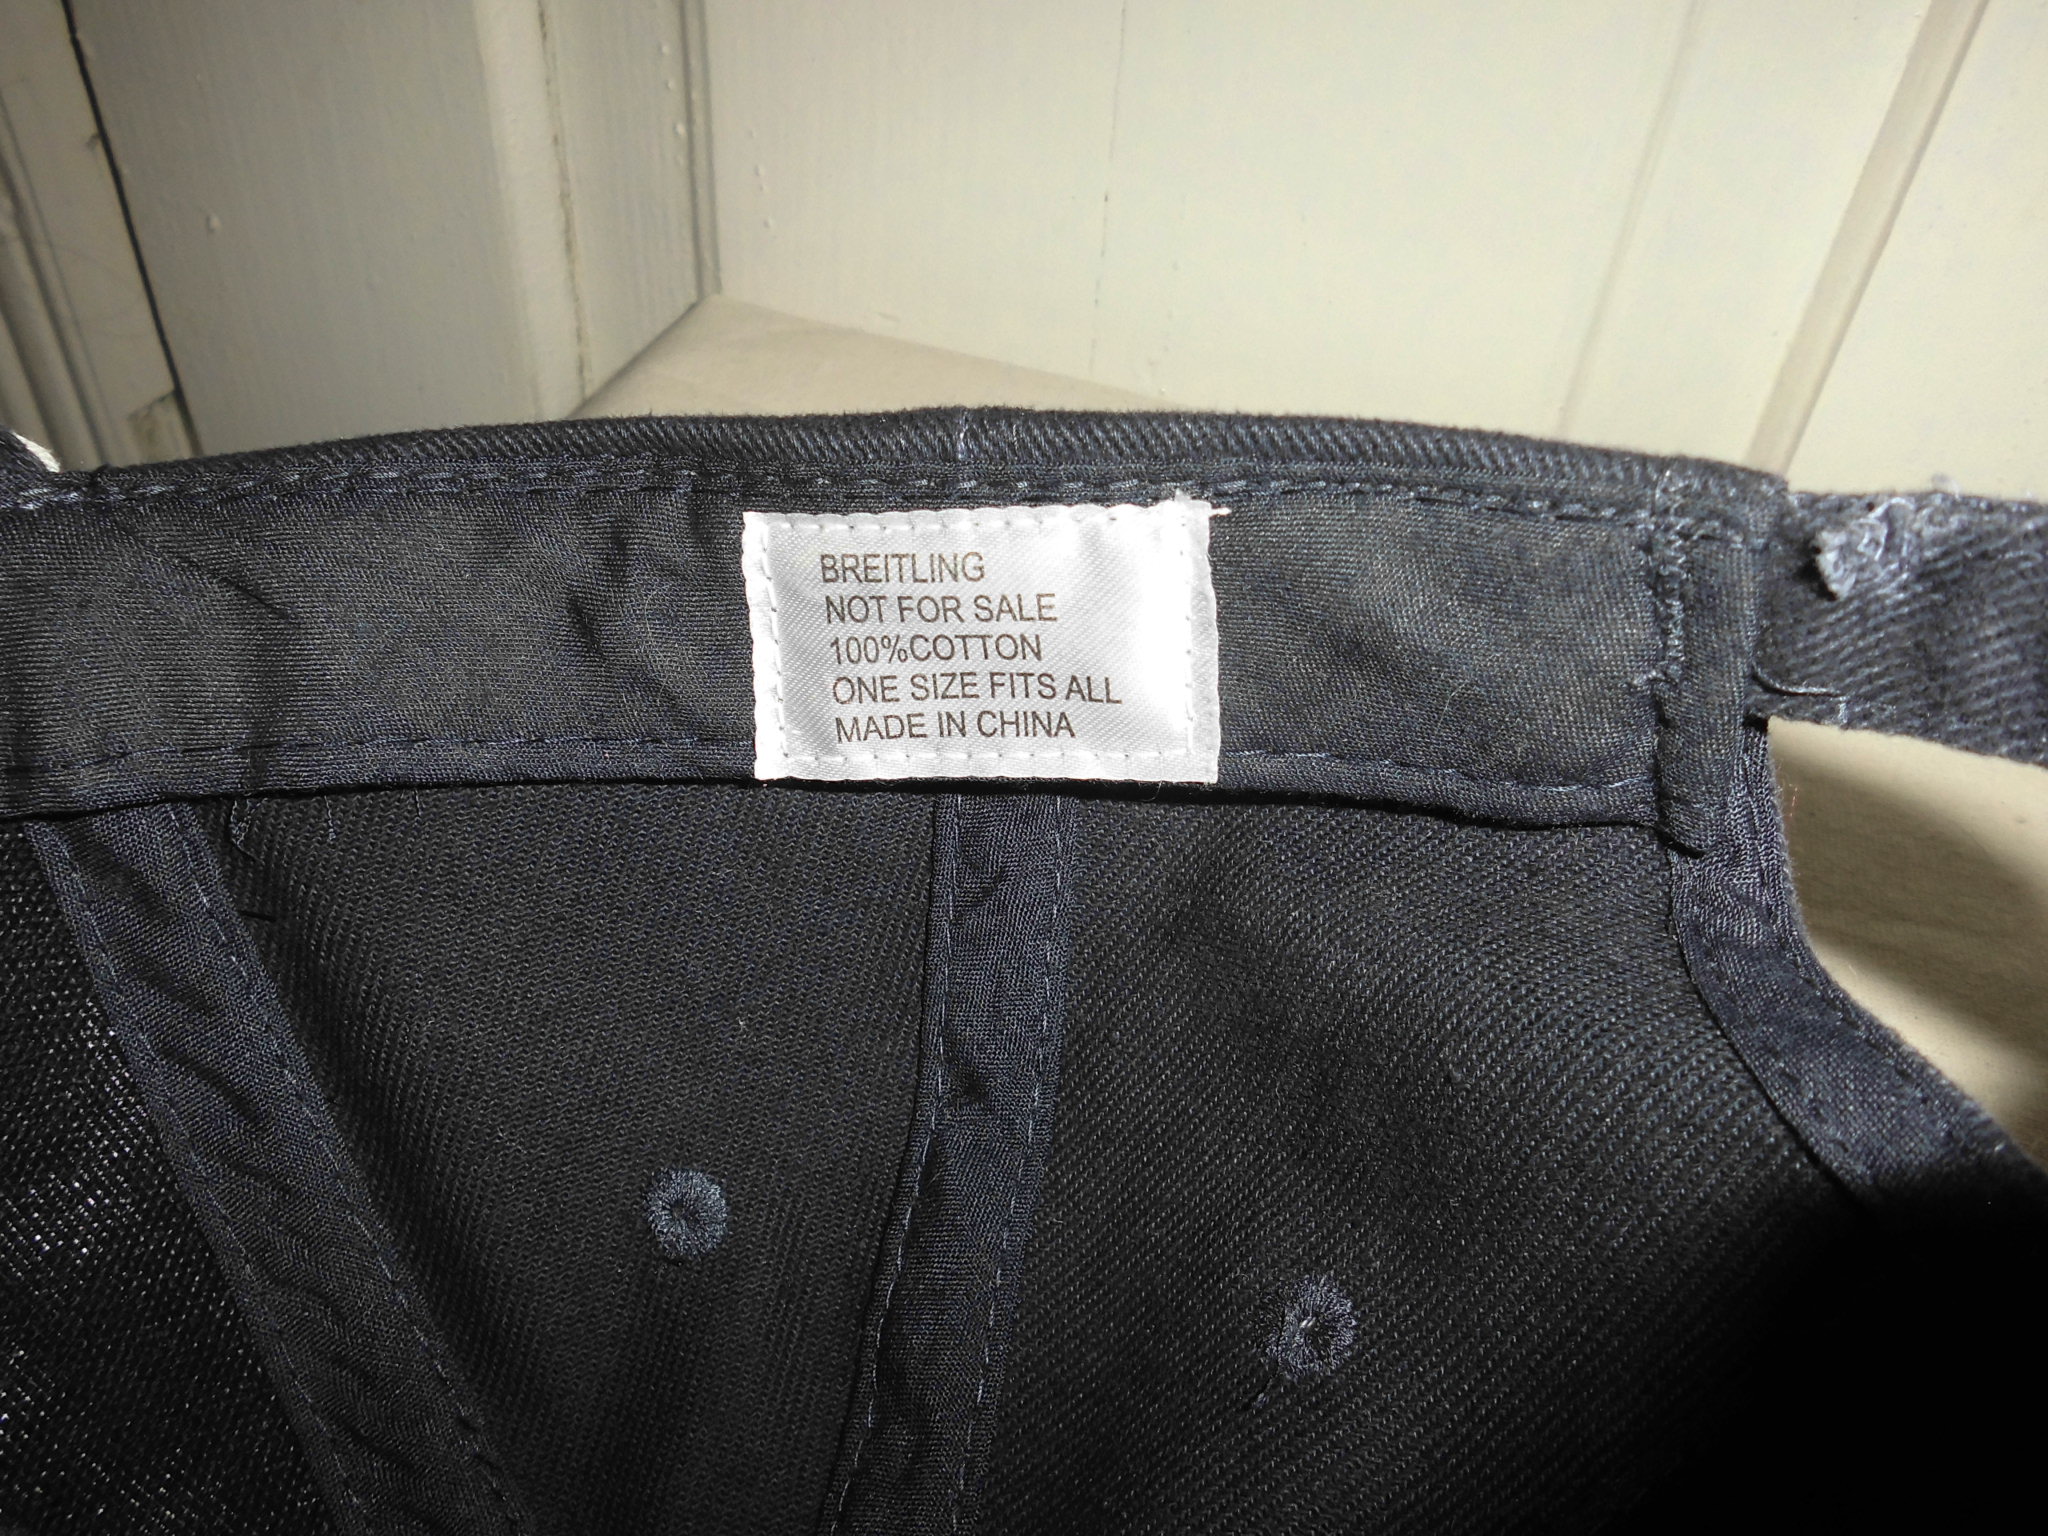 BREITLING
NOT FOR SALE
100%COTTON
ONE SIZE FITS ALL
MADE IN CHINA